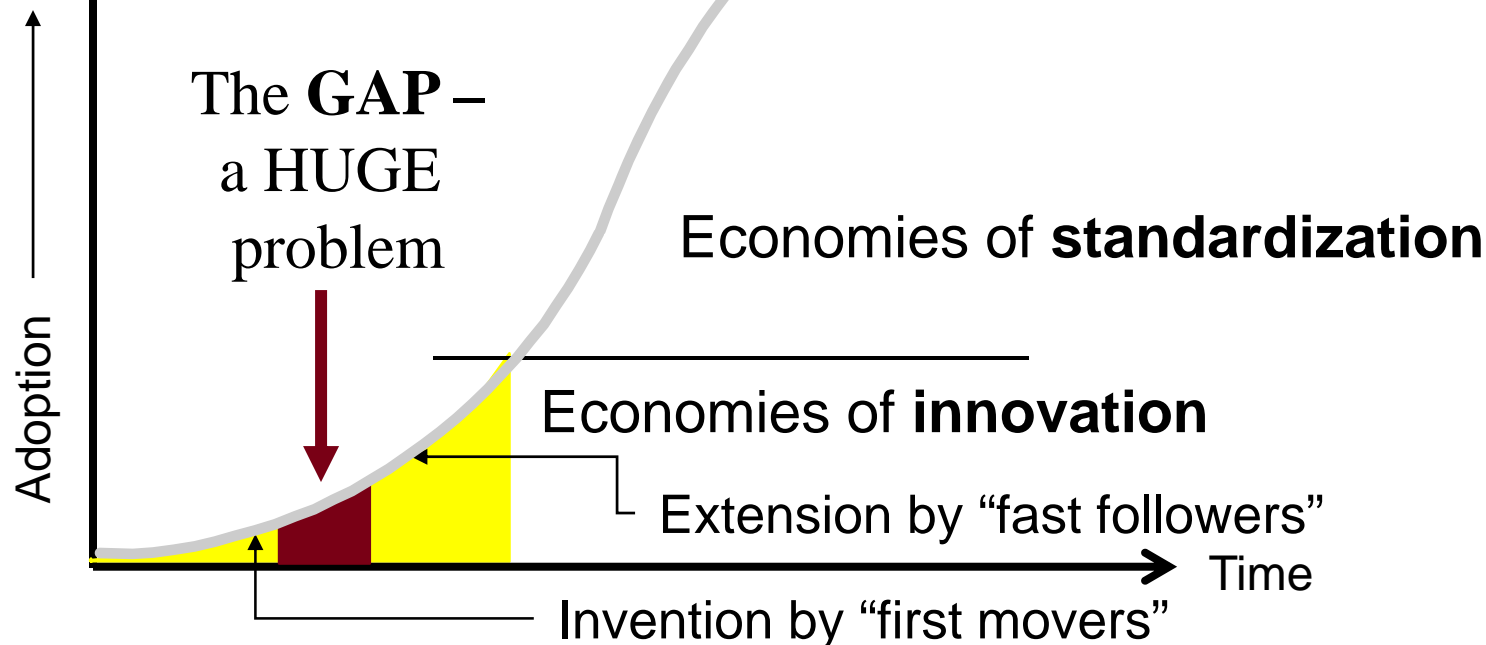 The GAP –
a HUGE
problem
Economies of standardization
Adoption
Economies of innovation
Extension by “fast followers”
Time
Invention by “first movers”